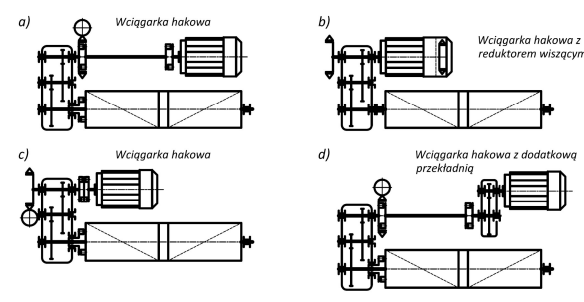 a) Wciągarka hakowa
b) Wciągarka hakowa z
reduktorem wiszącym
c) Wciągarka hakowa
d) Wciągarka hakowa z dodatkową
przekładnią